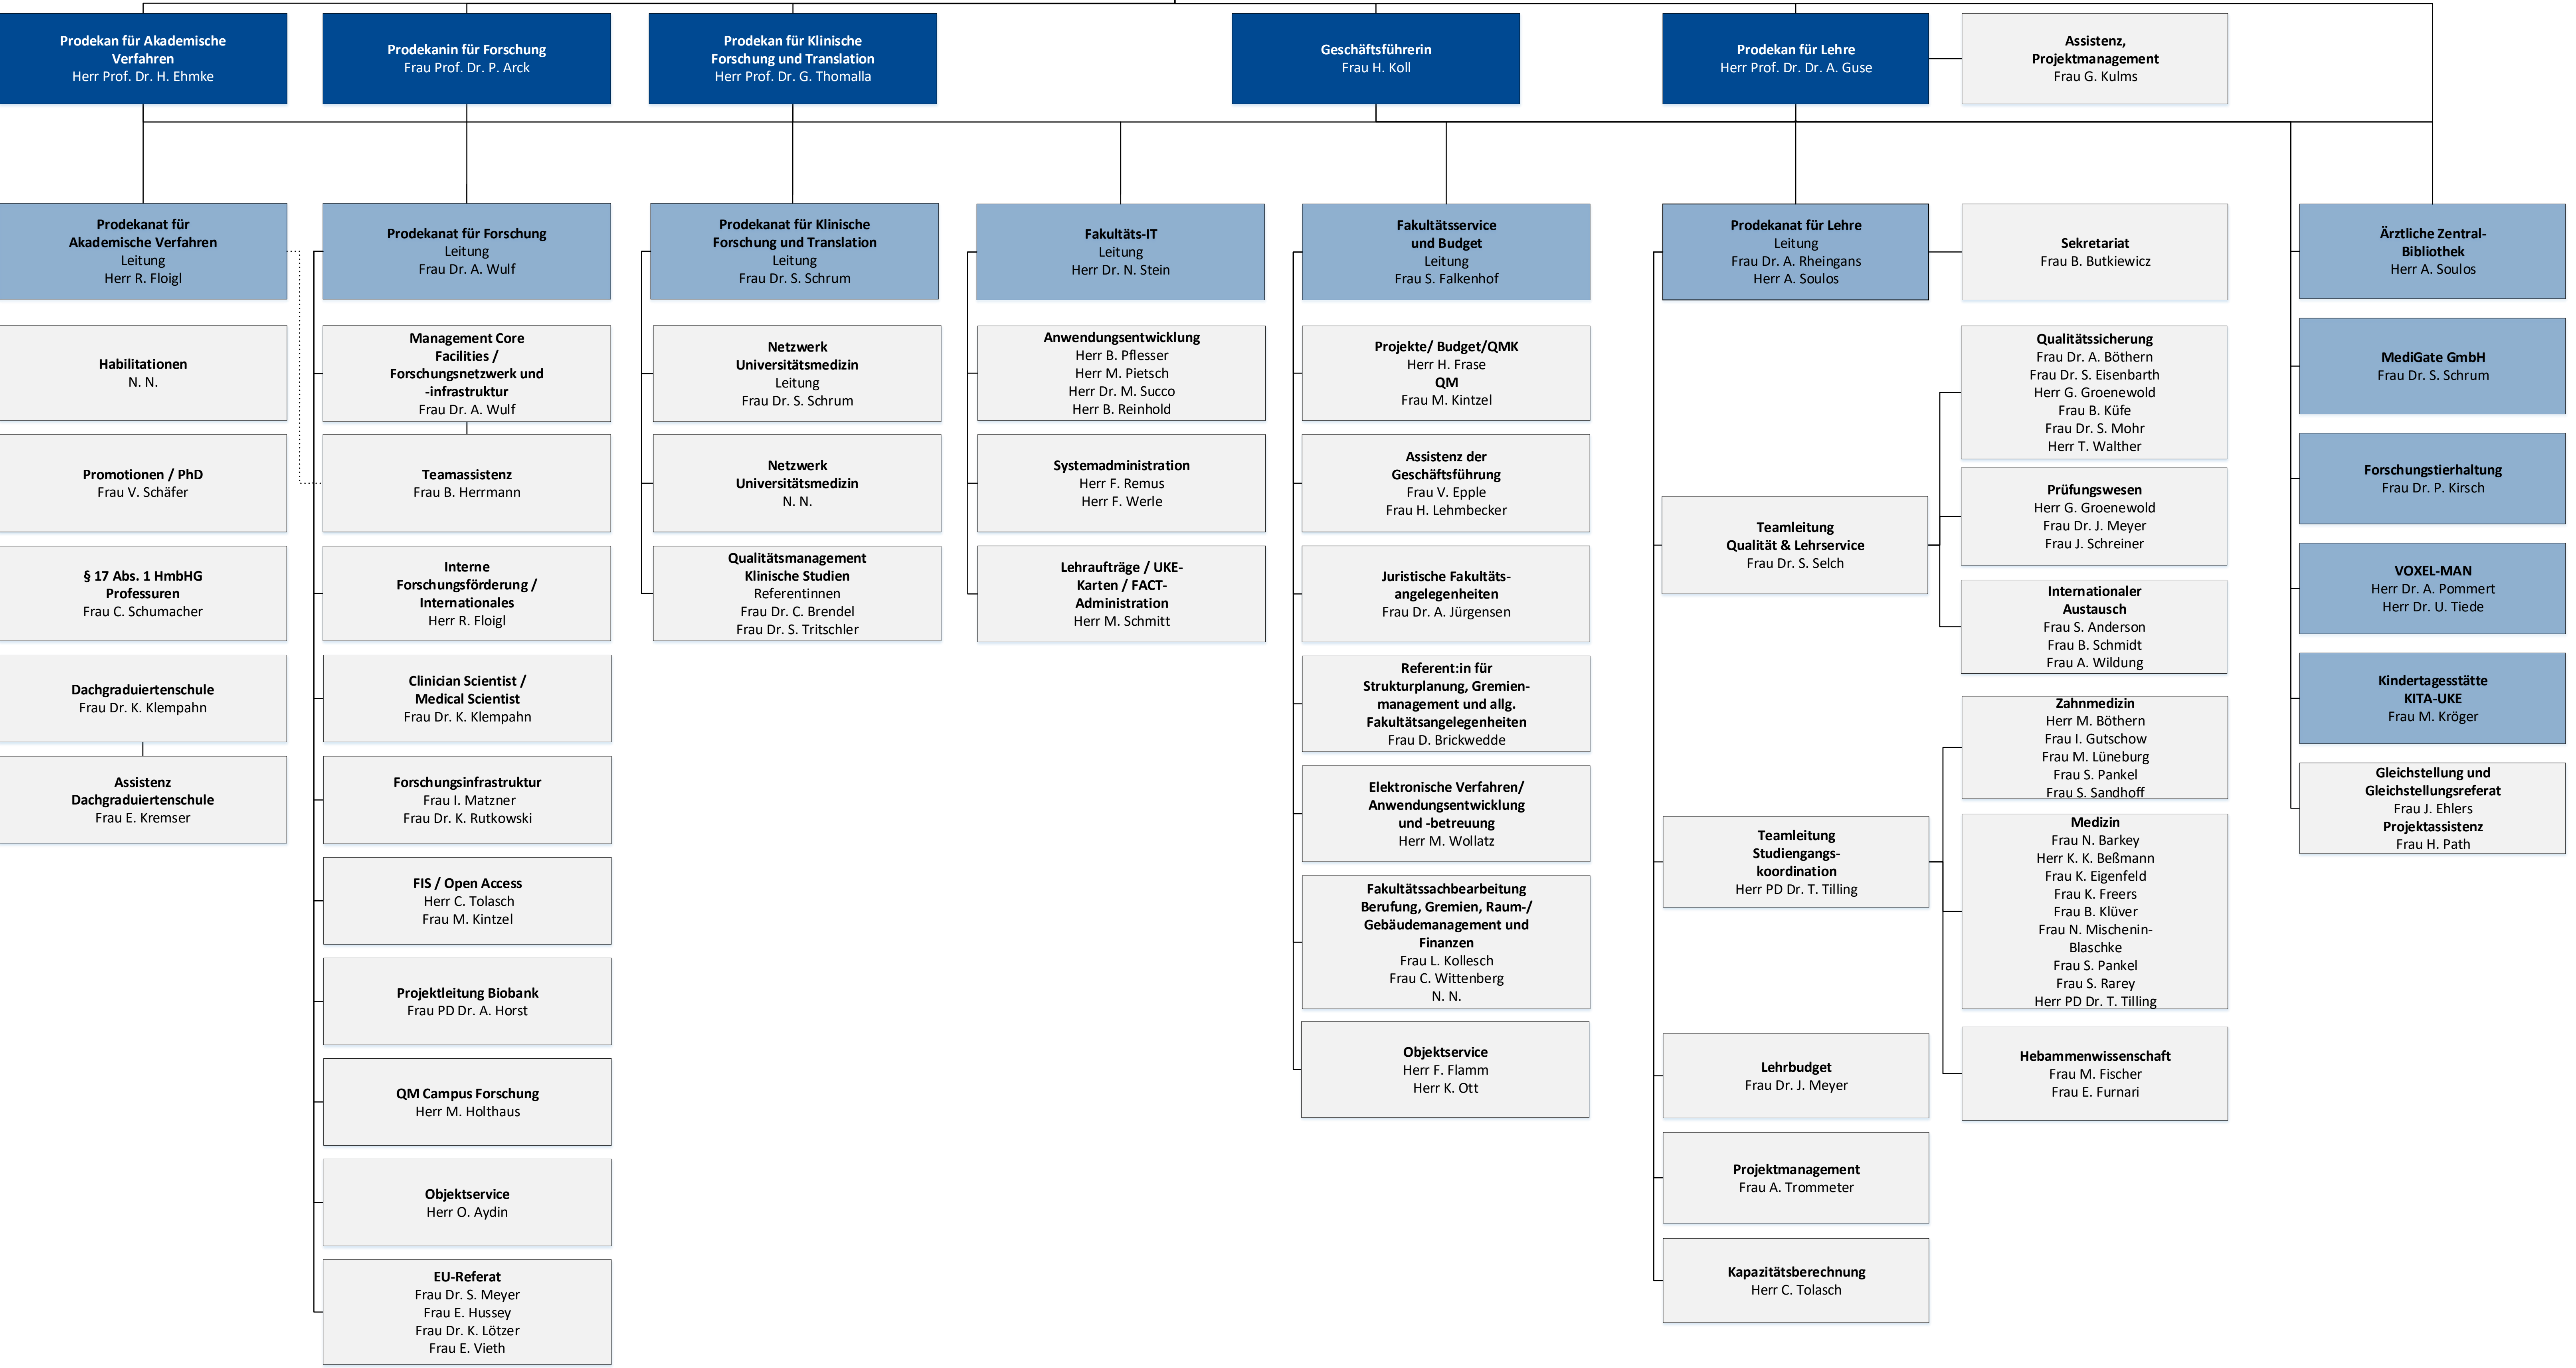 Prodekan für Akademische
Verfahren
Herr Prof. Dr. H. Ehmke
Prodekanin für Forschung
Frau Prof. Dr. P. Arck
Prodekan für Klinische
Forschung und Translation
Herr Prof. Dr. G. Thomalla
Geschäftsführerin
Frau H. Koll
Prodekan für Lehre
Herr Prof. Dr. Dr. A. Guse
Assistenz,
Projektmanagement
Frau G. Kulms
Prodekanat für
Akademische Verfahren
Leitung
Herr R. Floigl
Habilitationen
N. N.
Promotionen / PhD
Frau V. Schäfer
§ 17 Abs. 1 HmbHG
Professuren
Frau C. Schumacher
Dachgraduiertenschule
Frau Dr. K. Klempahn
Assistenz
Dachgraduiertenschule
Frau E. Kremser
Prodekanat für Forschung
Leitung
Frau Dr. A. Wulf
Management Core
Facilities /
Forschungsnetzwerk und
-infrastruktur
Frau Dr. A. Wulf
Teamassistenz
Frau B. Herrmann
Interne
Forschungsförderung /
Internationales
Herr R. Floigl
Clinician Scientist /
Medical Scientist
Frau Dr. K. Klempahn
Forschungsinfrastruktur
Frau I. Matzner
Frau Dr. K. Rutkowski
FIS / Open Access
Herr C. Tolasch
Frau M. Kintzel
Projektleitung Biobank
Frau PD Dr. A. Horst
QM Campus Forschung
Herr M. Holthaus
Objektservice
Herr O. Aydin
EU-Referat
Frau Dr. S. Meyer
Frau E. Hussey
Frau Dr. K. Lötzer
Frau E. Vieth
Prodekanat für Klinische
Forschung und Translation
Leitung
Frau Dr. S. Schrum
Netzwerk
Universitätsmedizin
Leitung
Frau Dr. S. Schrum
Netzwerk
Universitätsmedizin
N. N.
Qualitätsmanagement
Klinische Studien
Referentinnen
Frau Dr. C. Brendel
Frau Dr. S. Tritschler
Fakultäts-IT
Leitung
Herr Dr. N. Stein
Anwendungsentwicklung
Herr B. Pflesser
Herr M. Pietsch
Herr Dr. M. Succo
Herr B. Reinhold
Systemadministration
Herr F. Remus
Herr F. Werle
Lehraufträge / UKE-
Karten / FACT-
Administration
Herr M. Schmitt
Fakultätsservice
und Budget
Leitung
Frau S. Falkenhof
Projekte/ Budget/QMK
Herr H. Frase
QM
Frau M. Kintzel
Assistenz der
Geschäftsführung
Frau V. Epple
Frau H. Lehmbecker
Juristische Fakultäts-
angelegenheiten
Frau Dr. A. Jürgensen
Referent:in für
Strukturplanung, Gremien-
management und allg.
Fakultätsangelegenheiten
Frau D. Brickwedde
Elektronische Verfahren/
Anwendungsentwicklung
und -betreuung
Herr M. Wollatz
Fakultätssachbearbeitung
Berufung, Gremien, Raum-/
Gebäudemanagement und
Finanzen
Frau L. Kollesch
Frau C. Wittenberg
N. N.
Objektservice
Herr F. Flamm
Herr K. Ott
Prodekanat für Lehre
Leitung
Frau Dr. A. Rheingans
Herr A. Soulos
Sekretariat
Frau B. Butkiewicz
Teamleitung
Qualität & Lehrservice
Frau Dr. S. Selch
Qualitätssicherung
Frau Dr. A. Böthern
Frau Dr. S. Eisenbarth
Herr G. Groenewold
Frau B. Küfe
Frau Dr. S. Mohr
Herr T. Walther
Prüfungswesen
Herr G. Groenewold
Frau Dr. J. Meyer
Frau J. Schreiner
Internationaler
Austausch
Frau S. Anderson
Frau B. Schmidt
Frau A. Wildung
Teamleitung
Studiengangs-
koordination
Herr PD Dr. T. Tilling
Zahnmedizin
Herr M. Böthern
Frau I. Gutschow
Frau M. Lüneburg
Frau S. Pankel
Frau S. Sandhoff
Medizin
Frau N. Barkey
Herr K. K. Beßmann
Frau K. Eigenfeld
Frau K. Freers
Frau B. Klüver
Frau N. Mischenin-
Blaschke
Frau S. Pankel
Frau S. Rarey
Herr PD Dr. T. Tilling
Hebammenwissenschaft
Frau M. Fischer
Frau E. Furnari
Lehrbudget
Frau Dr. J. Meyer
Projektmanagement
Frau A. Trommeter
Kapazitätsberechnung
Herr C. Tolasch
Ärztliche Zentral-
Bibliothek
Herr A. Soulos
MediGate GmbH
Frau Dr. S. Schrum
Forschungstierhaltung
Frau Dr. P. Kirsch
VOXEL-MAN
Herr Dr. A. Pommert
Herr Dr. U. Tiede
Kindertagesstätte
KITA-UKE
Frau M. Kröger
Gleichstellung und
Gleichstellungsreferat
Frau J. Ehlers
Projektassistenz
Frau H. Path